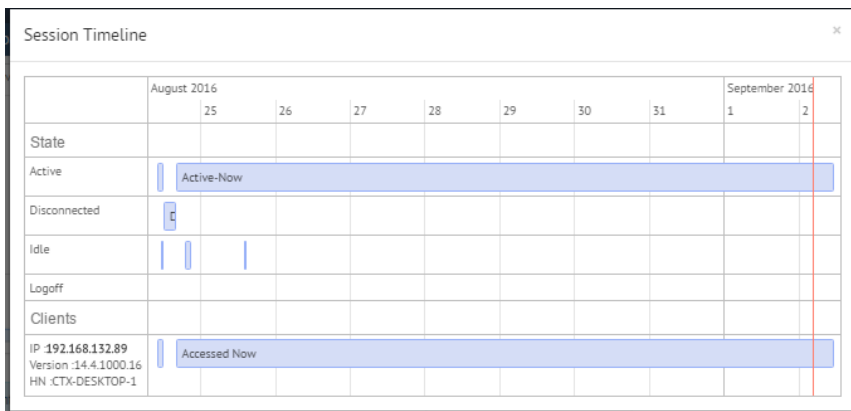 Session Timeline
×
August 2016
September 2016
25 26 27 28 29 30 31 1 2
State
Active
Active-Now
Disconnected
D
Idle
Logoff
Clients
IP :192.168.132.89
Version :14.4.1000.16
HN :CTX-DESKTOP-1
Accessed Now